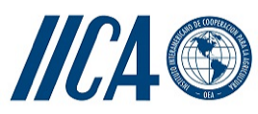 IICA
INSTITUTO INTERAMERICANO DE COOPERACION PARA LA AGRICULTURA
- OEA -